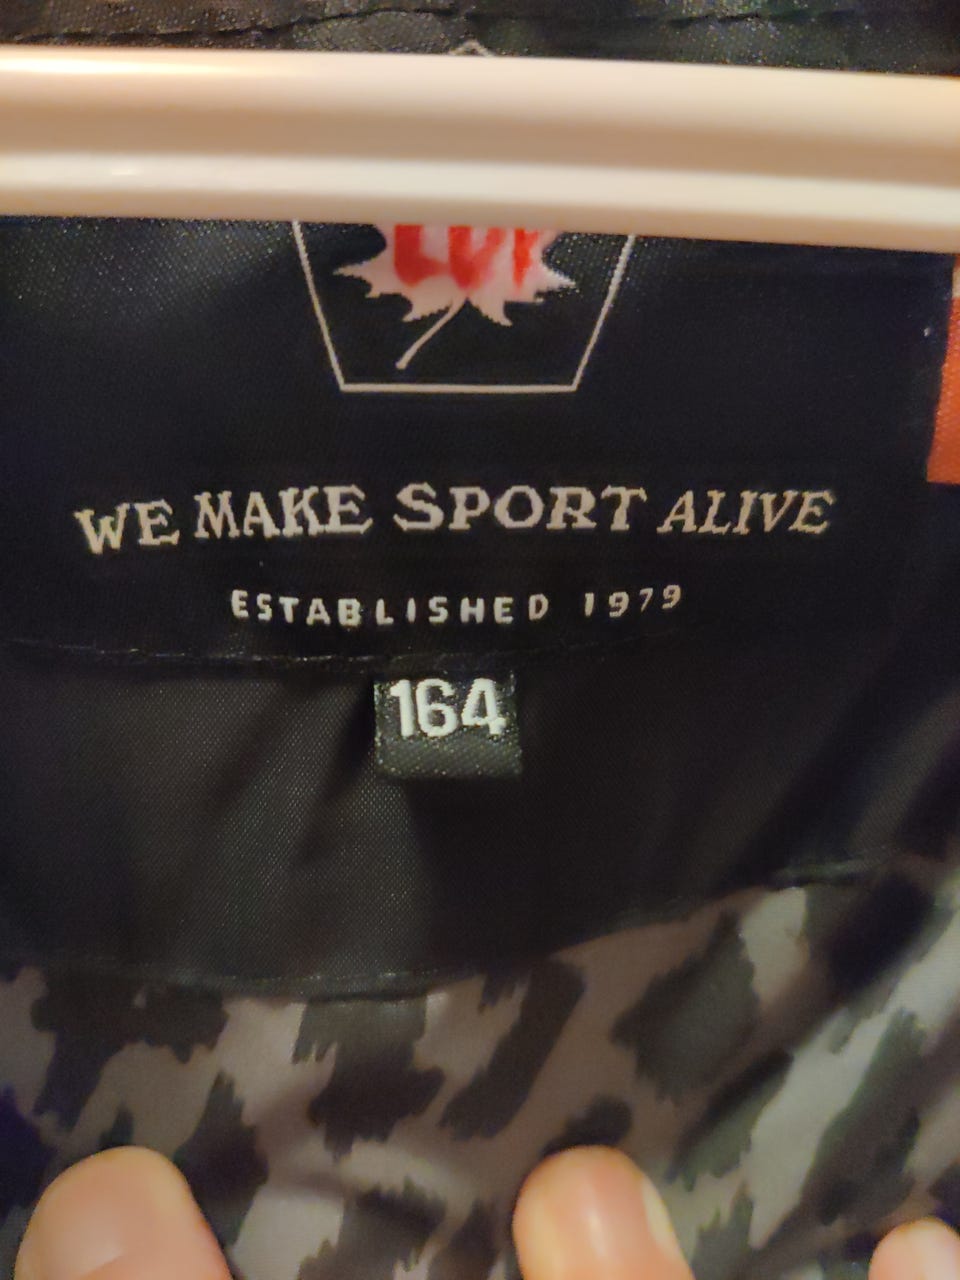 WE MAKE SPORT ALIVE
ESTABLISHED 1979
164